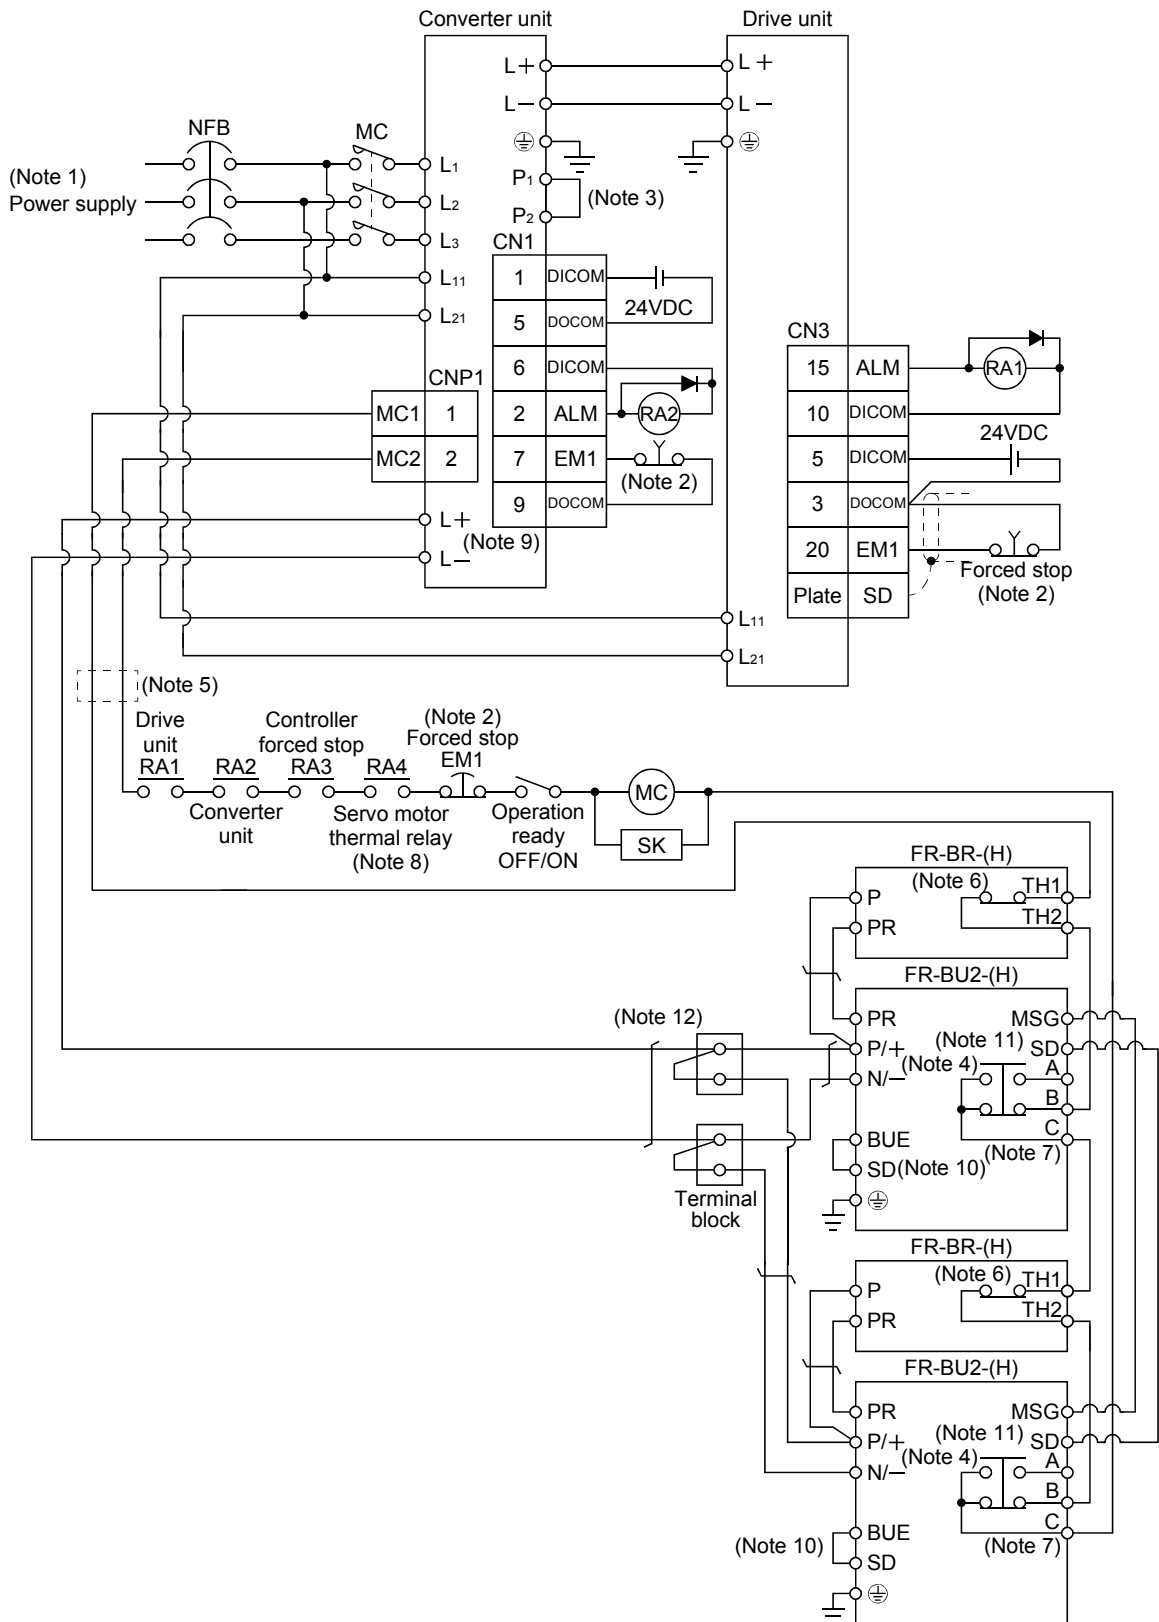 Converter unit
Drive unit
L+
L+
L−
L−
NFB
MC
(Note 1)
Power supply
L1
L2
L3
L11
L21
P1
P2
(Note 3)
CN1
1 DICOM
24VDC
5 DOCOM
6 DICOM
2 ALM
RA2
7 EM1
(Note 2)
9 DOCOM
CNP1
MC1 1
MC2 2
L+
(Note 9)
L−
CN3
15 ALM
RA1
10 DICOM
24VDC
5 DICOM
3 DOCOM
20 EM1
Forced stop
(Note 2)
Plate SD
L11
L21
(Note 5)
Drive
unit
RA1
RA2
Converter
unit
Controller
forced stop
RA3
RA4
Servo motor
thermal relay
(Note 8)
(Note 2)
Forced stop
EM1
Operation
ready
OFF/ON
MC
SK
FR-BR-(H)
(Note 6)
P
TH1
PR
TH2
FR-BU2-(H)
PR
MSG
(Note 11)
P/+
SD
(Note 4)
A
N/−
B
C
BUE
(Note 7)
SD
(Note 10)
(Note 12)
Terminal
block
FR-BR-(H)
(Note 6)
P
TH1
PR
TH2
FR-BU2-(H)
PR
MSG
(Note 11)
P/+
SD
(Note 4)
A
N/−
B
C
BUE
(Note 7)
(Note 10)
SD